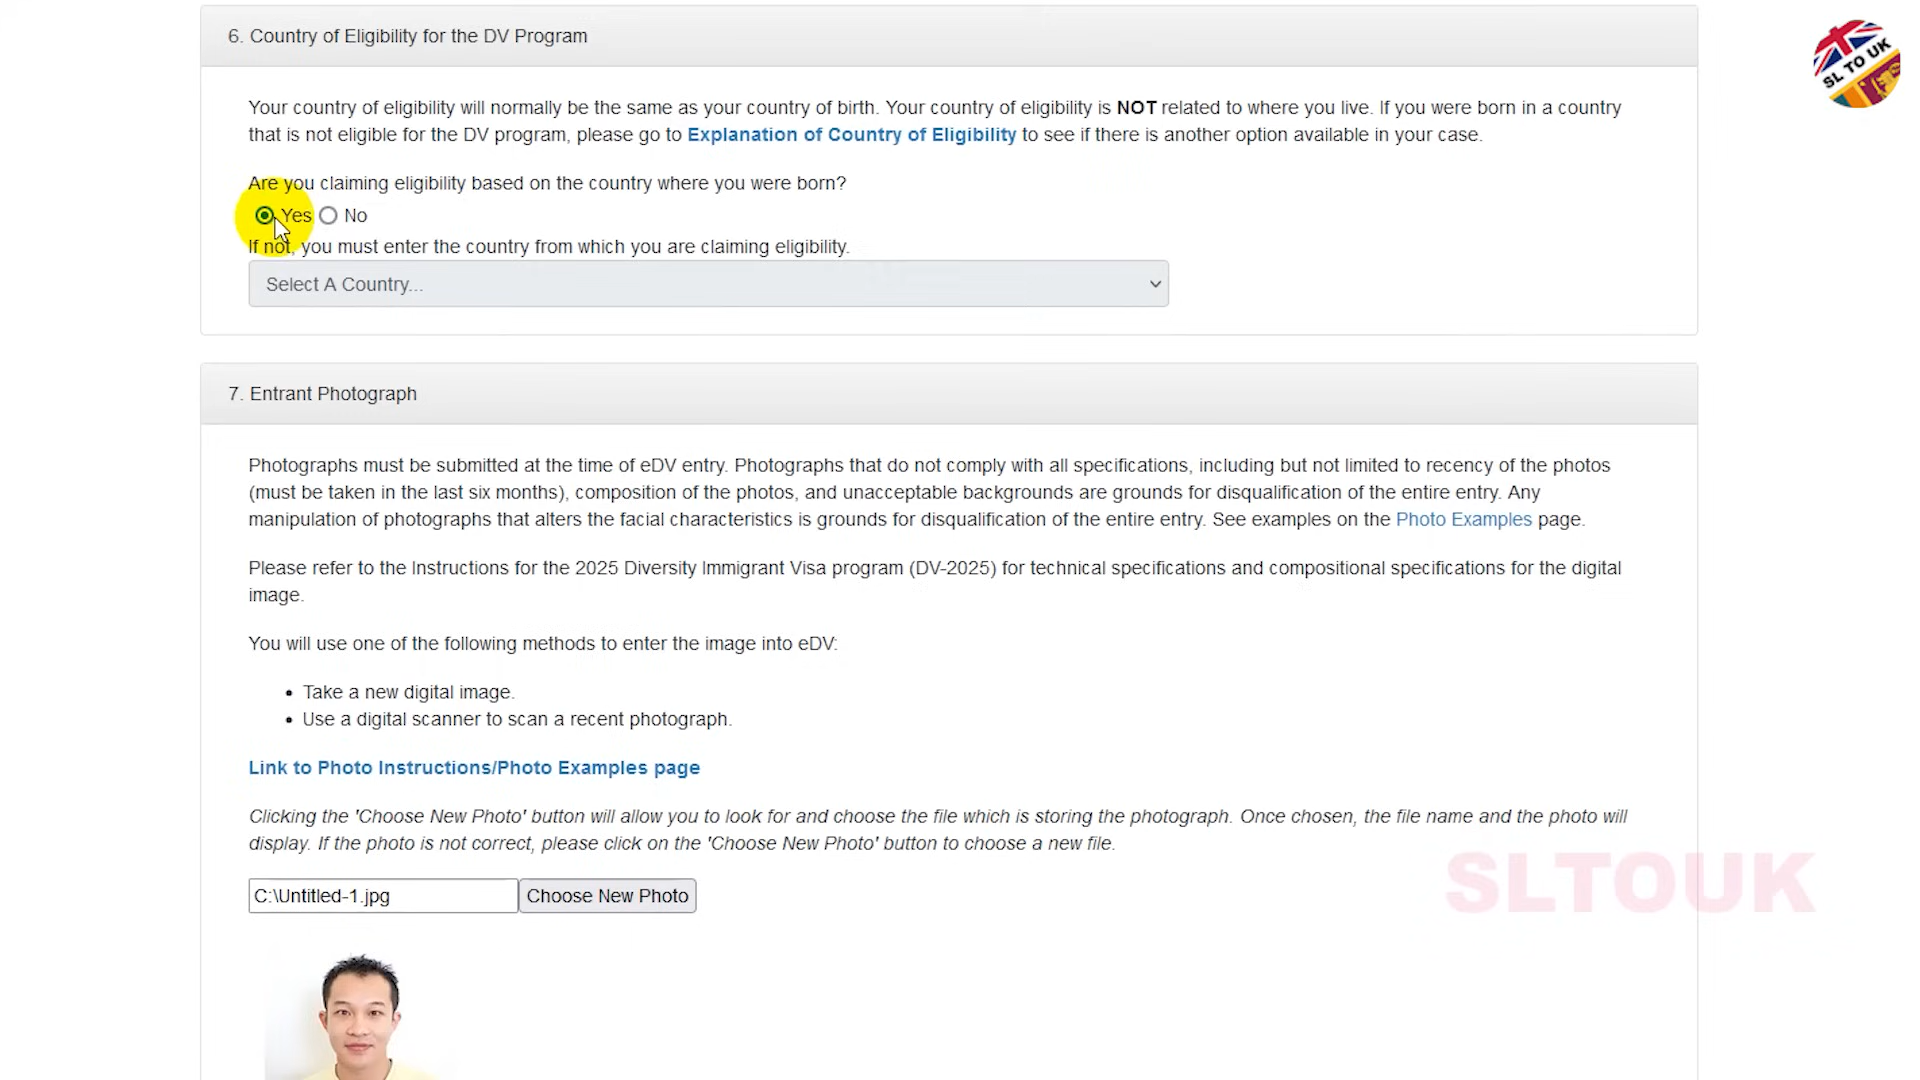 6. Country of Eligibility for the DV Program
SL TO UK
Your country of eligibility will normally be the same as your country of birth. Your country of eligibility is NOT related to where you live. If you were born in a country
that is not eligible for the DV program, please go to Explanation of Country of Eligibility to see if there is another option available in your case.
Are you claiming eligibility based on the country where you were born?
Yes No
If not, you must enter the country from which you are claiming eligibility.
Select A Country...
7. Entrant Photograph
Photographs must be submitted at the time of eDV entry. Photographs that do not comply with all specifications, including but not limited to recency of the photos
(must be taken in the last six months), composition of the photos, and unacceptable backgrounds are grounds for disqualification of the entire entry. Any
manipulation of photographs that alters the facial characteristics is grounds for disqualification of the entire entry. See examples on the Photo Examples page.
Please refer to the Instructions for the 2025 Diversity Immigrant Visa program (DV-2025) for technical specifications and compositional specifications for the digital
image.
You will use one of the following methods to enter the image into eDV:
• Take a new digital image.
• Use a digital scanner to scan a recent photograph.
Link to Photo Instructions/Photo Examples page
Clicking the 'Choose New Photo' button will allow you to look for and choose the file which is storing the photograph. Once chosen, the file name and the photo will
display. If the photo is not correct, please click on the 'Choose New Photo' button to choose a new file.
C:\Untitled-1.jpg Choose New Photo
SLTOUK